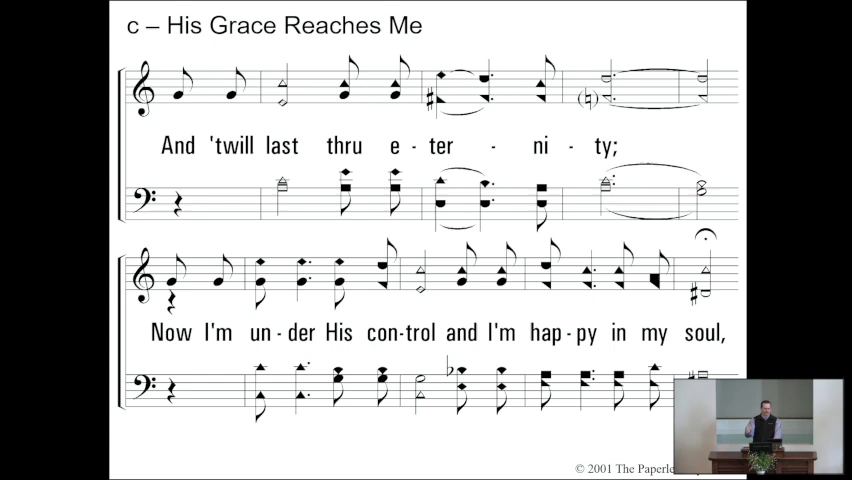 c – His Grace Reaches Me
And 'twill last thru e - ter - ni - ty;
Now I'm un - der His con-trol and I'm hap - py in my soul,
© 2001 The